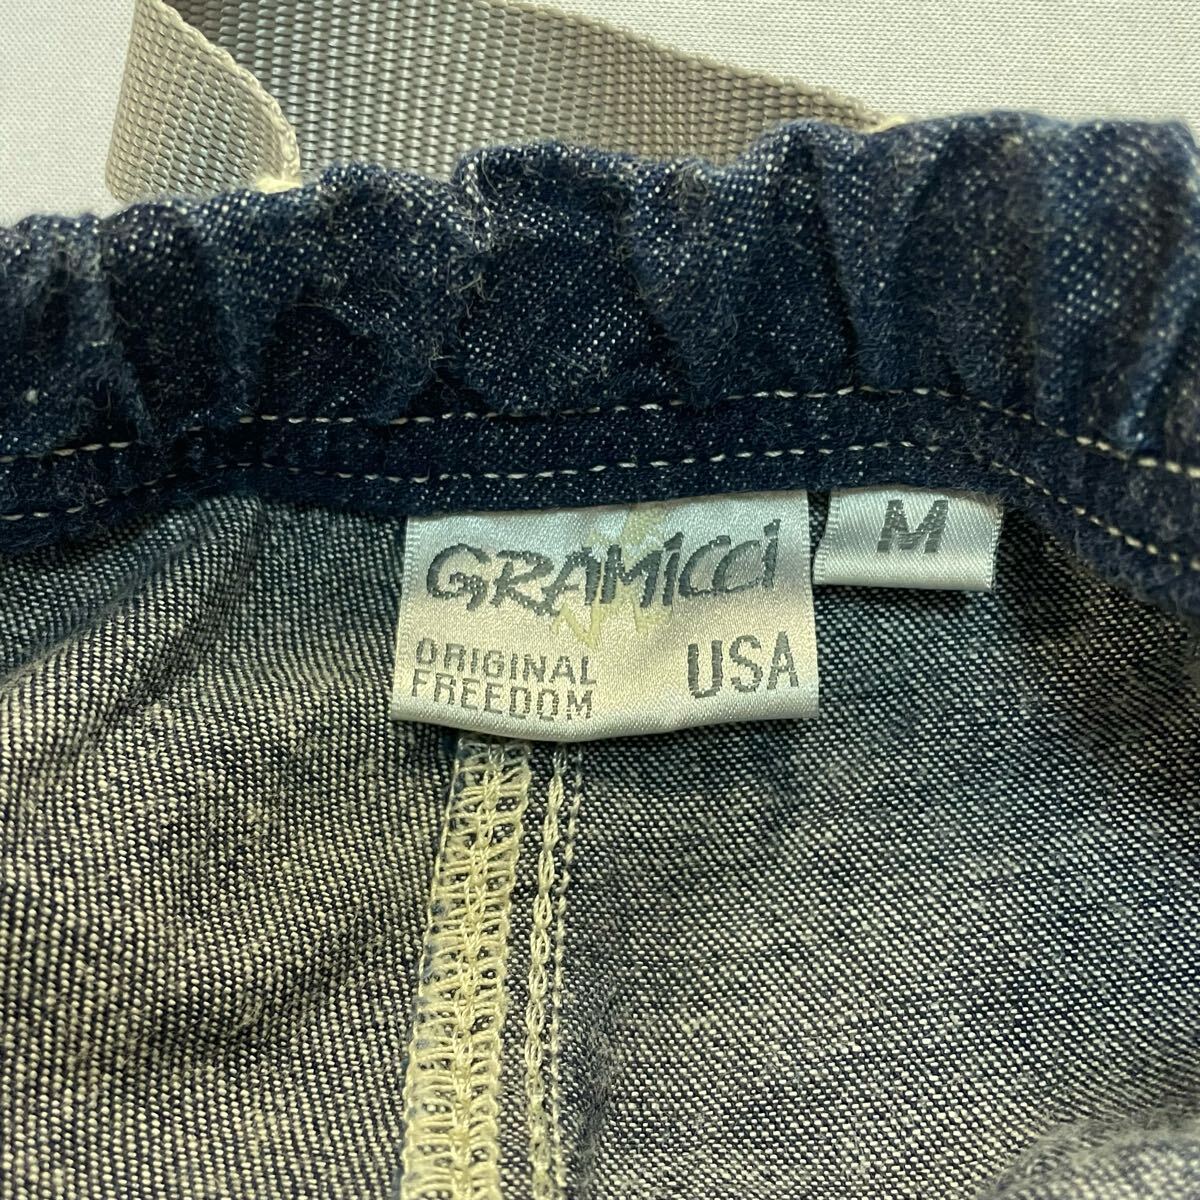 GRAMicci
ORIGINAL
FREEDOM
USA
M